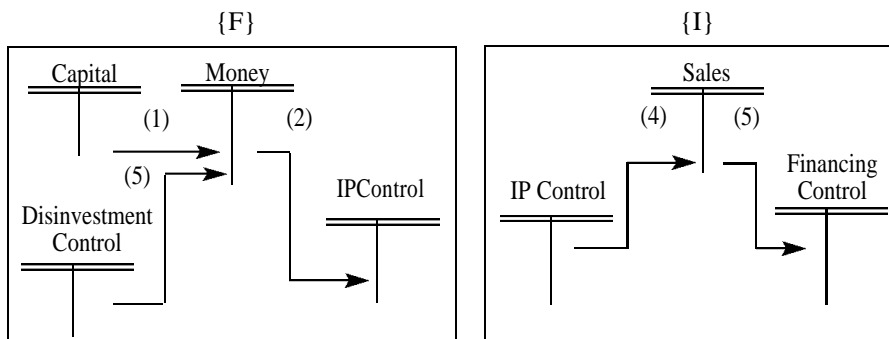 {F}
Capital
Money
(1)
(2)
(5)
IPControl
Disinvestment
Control
{I}
Sales
(4)
(5)
IP Control
Financing
Control